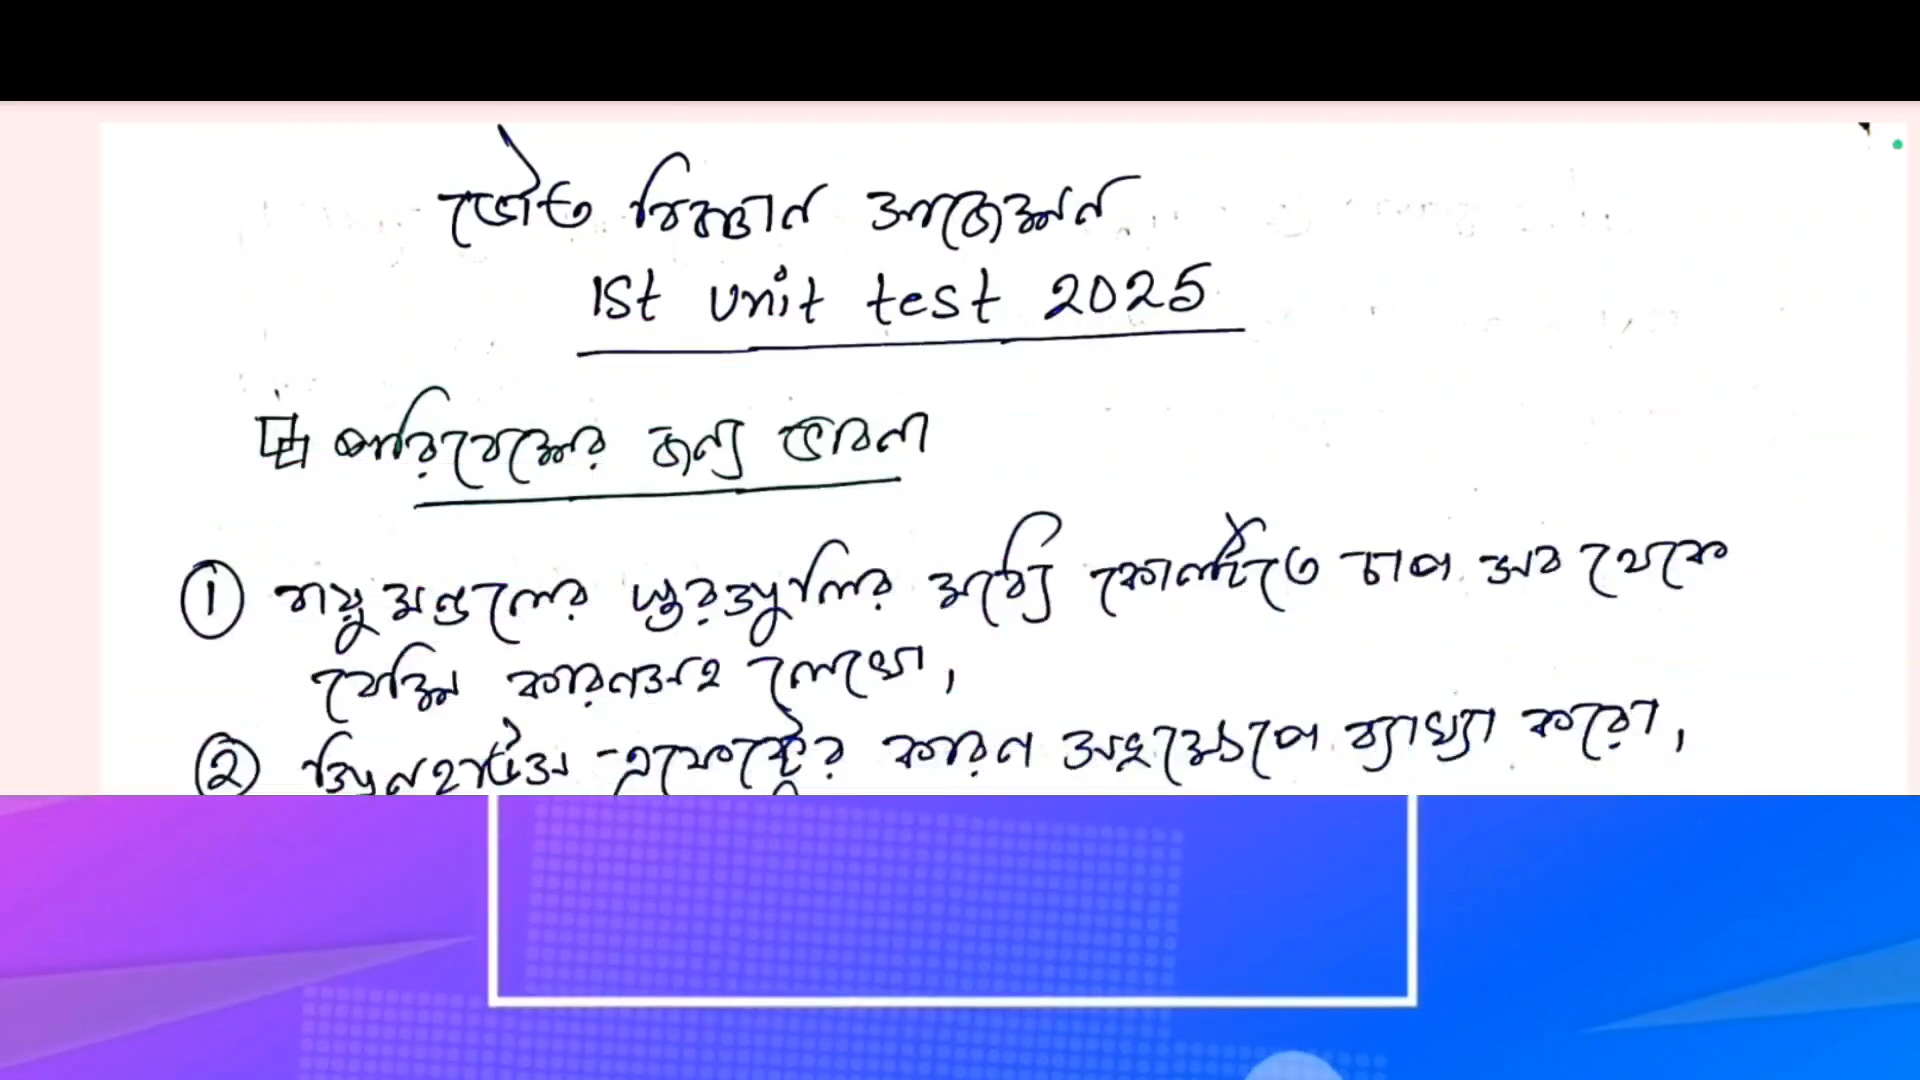 ভৌত বিজ্ঞান সাজেশন
1st unit test 2025
পরিবেশের জন্য ভাবনা
① বায়ুমণ্ডলের স্তরগুলির মধ্যে কোনটিতে চাপ সব থেকে
বেশি কারণসহ লেখো,
② গ্রিনহাউস এফেক্টের কারণ সংক্ষেপে ব্যাখ্যা করো,